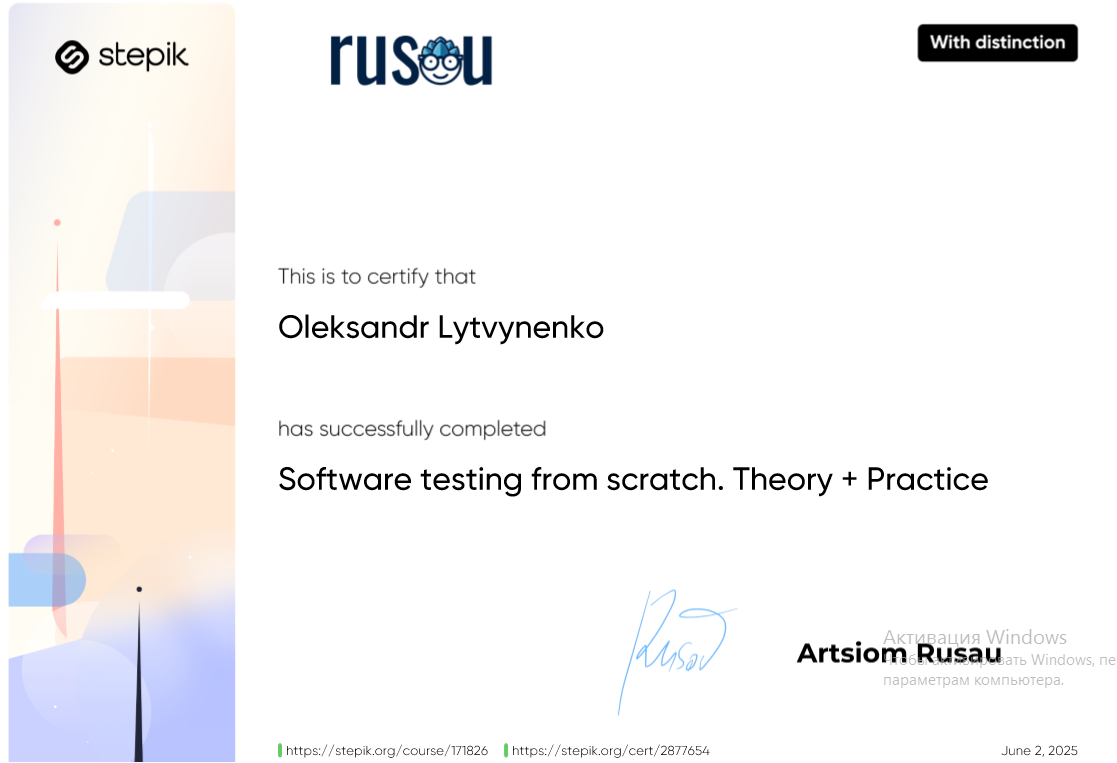 stepik
rusau
With distinction
This is to certify that
Oleksandr Lytvynenko
has successfully completed
Software testing from scratch. Theory + Practice
Rusau
Artsiom Rusau
Активация Windows
Чтобы активировать Windows, пе
параметрам компьютера.
https://stepik.org/course/171826
https://stepik.org/cert/2877654
June 2, 2025